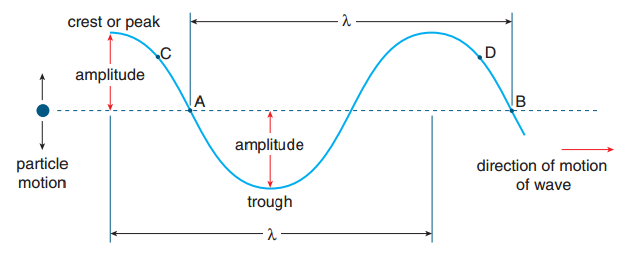 crest or peak
λ
C
D
amplitude
A
B
amplitude
particle
motion
direction of motion
of wave
trough
λ